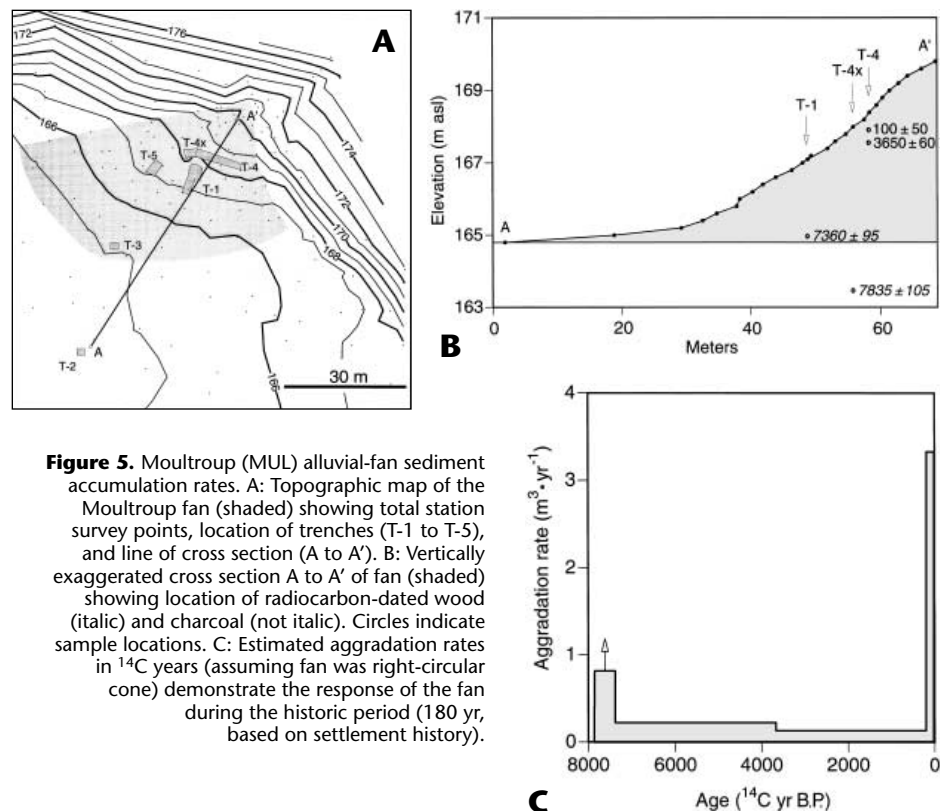 A
172
176
166
A'
T-4x
T-5
T-4
174
T-1
172
T-3
170
168
A
T-2
166
30 m
171
169
167
165
163
Elevation (m asl)
A'
T-4
T-4x
T-1
100 ± 50
3650 ± 60
A
7360 ± 95
7835 ± 105
0
20
40
60
Meters
B
Figure 5. Moultroup (MUL) alluvial-fan sediment
accumulation rates. A: Topographic map of the
Moultroup fan (shaded) showing total station
survey points, location of trenches (T-1 to T-5),
and line of cross section (A to A′). B: Vertically
exaggerated cross section A to A′ of fan (shaded)
showing location of radiocarbon-dated wood
(italic) and charcoal (not italic). Circles indicate
sample locations. C: Estimated aggradation rates
in ¹⁴C years (assuming fan was right-circular
cone) demonstrate the response of the fan
during the historic period (180 yr,
based on settlement history).
4
3
2
1
0
Aggradation rate (m³• yr⁻¹)
8000
6000
4000
2000
0
Age (¹⁴C yr B.P.)
C